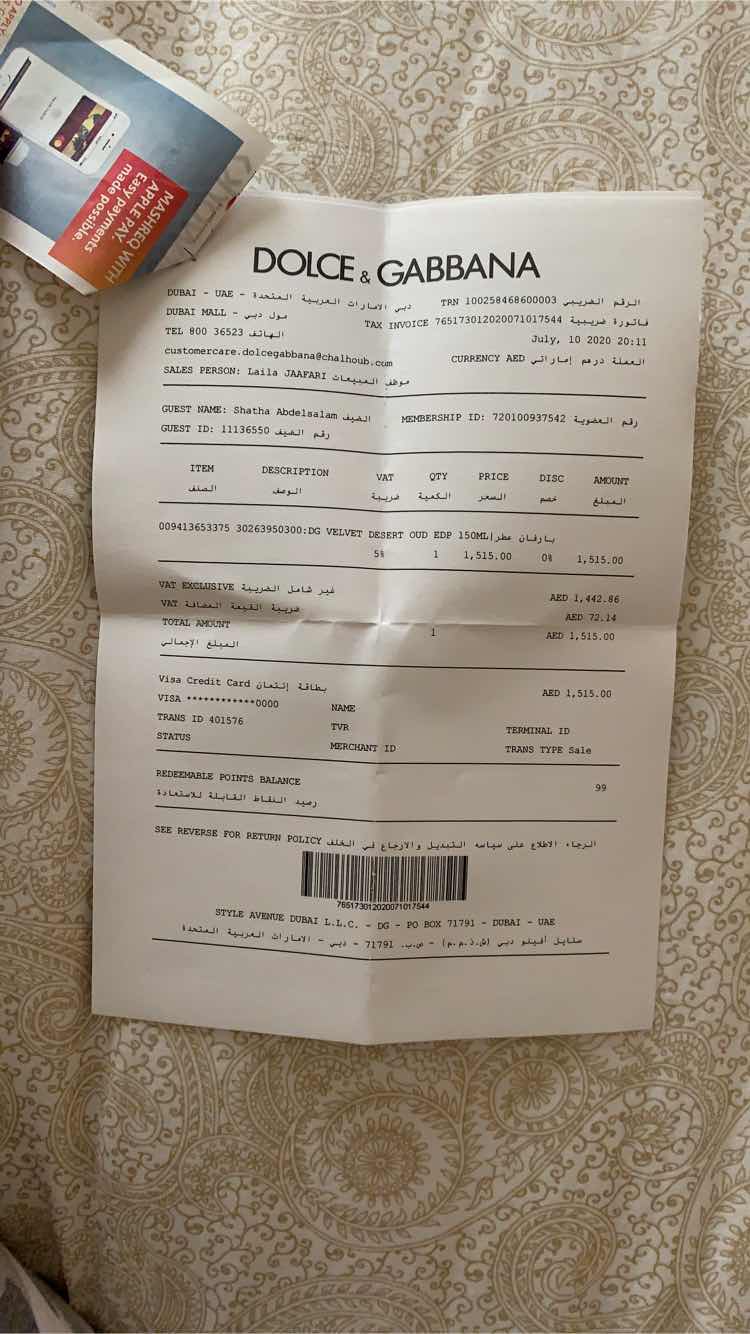 MASHREQ WITH
APPLE PAY.
Easy payments
made possible.
DOLCE & GABBANA
DUBAI - UAE - دبي الامارات العربية المتحدة
TRN 100258468600003 الرقم الضريبي
DUBAI MALL - مول دبي
TAX INVOICE 765173012020071017544 فاتورة ضريبية
TEL 800 36523 الهاتف
July, 10 2020 20:11
customercare.dolcegabbana@chalhoub.com
CURRENCY AED العملة درهم إماراتي
SALES PERSON: Laila JAAFARI موظف المبيعات
GUEST NAME: Shatha Abdelsalam الضيف
MEMBERSHIP ID: 720100937542 رقم العضوية
GUEST ID: 11136550 رقم الضيف
ITEM DESCRIPTION VAT QTY PRICE DISC AMOUNT
الصنف الوصف ضريبة الكمية السعر خصم المبلغ
009413653375 30263950300:DG VELVET DESERT OUD EDP 150ML|بارفان عطر
5% 1 1,515.00 0% 1,515.00
VAT EXCLUSIVE غير شامل الضريبة AED 1,442.86
VAT ضريبة القيمة المضافة AED 72.14
TOTAL AMOUNT 1 AED 1,515.00
المبلغ الإجمالي
Visa Credit Card بطاقة إئتمان AED 1,515.00
VISA ************0000 NAME
TRANS ID 401576 TVR TERMINAL ID
STATUS MERCHANT ID TRANS TYPE Sale
REDEEMABLE POINTS BALANCE 99
رصيد النقاط القابلة للاستعادة
SEE REVERSE FOR RETURN POLICY الرجاء الاطلاع على سياسه التبديل والارجاع في الخلف
765173012020071017544
STYLE AVENUE DUBAI L.L.C. - DG - PO BOX 71791 - DUBAI - UAE
ستايل أفينو دبي (ش.ذ.م.م) - ص.ب. 71791 - دبي - الامارات العربية المتحدة